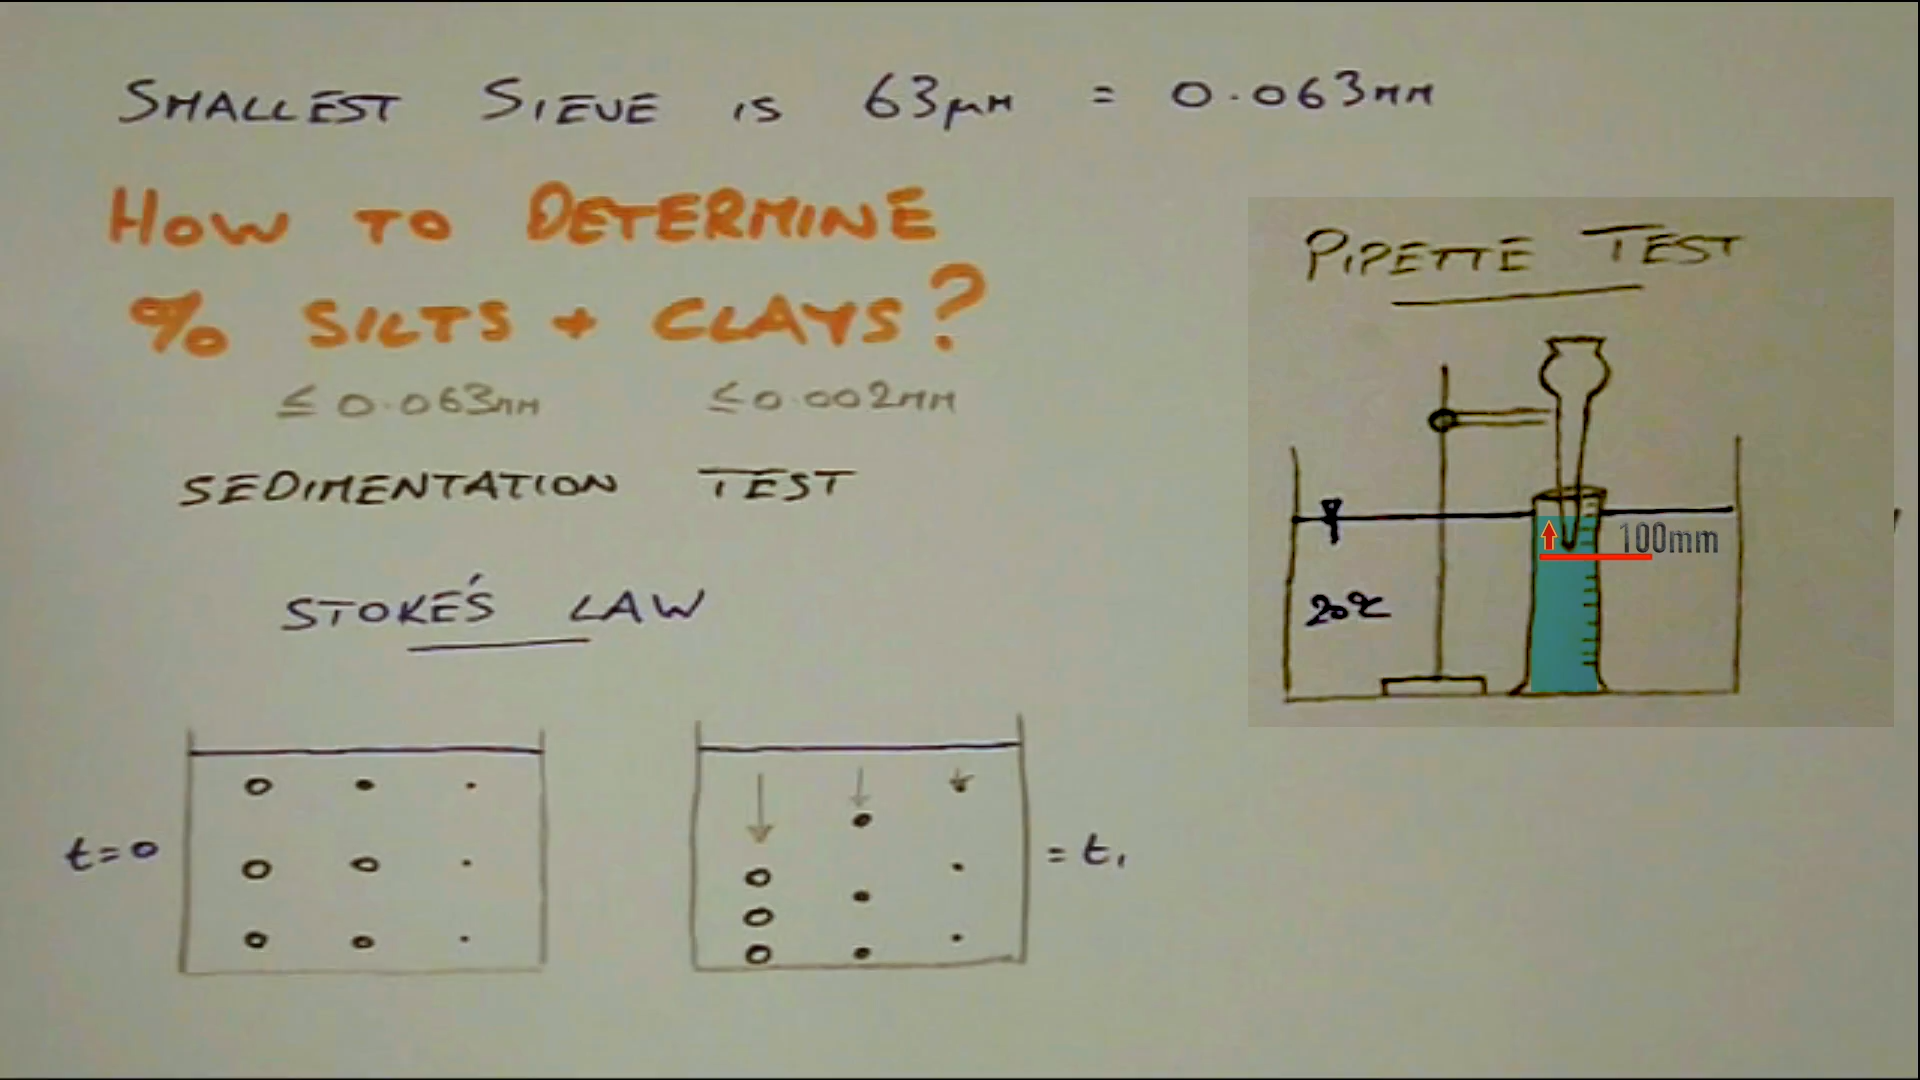 SMALLEST SIEVE IS 63μm = 0.063mm
HOW TO DETERMINE
% SILTS + CLAYS?
≤0.063mm ≤0.002mm
SEDIMENTATION TEST
STOKE'S LAW
t=0
= t₁
PIPETTE TEST
100mm
20℃